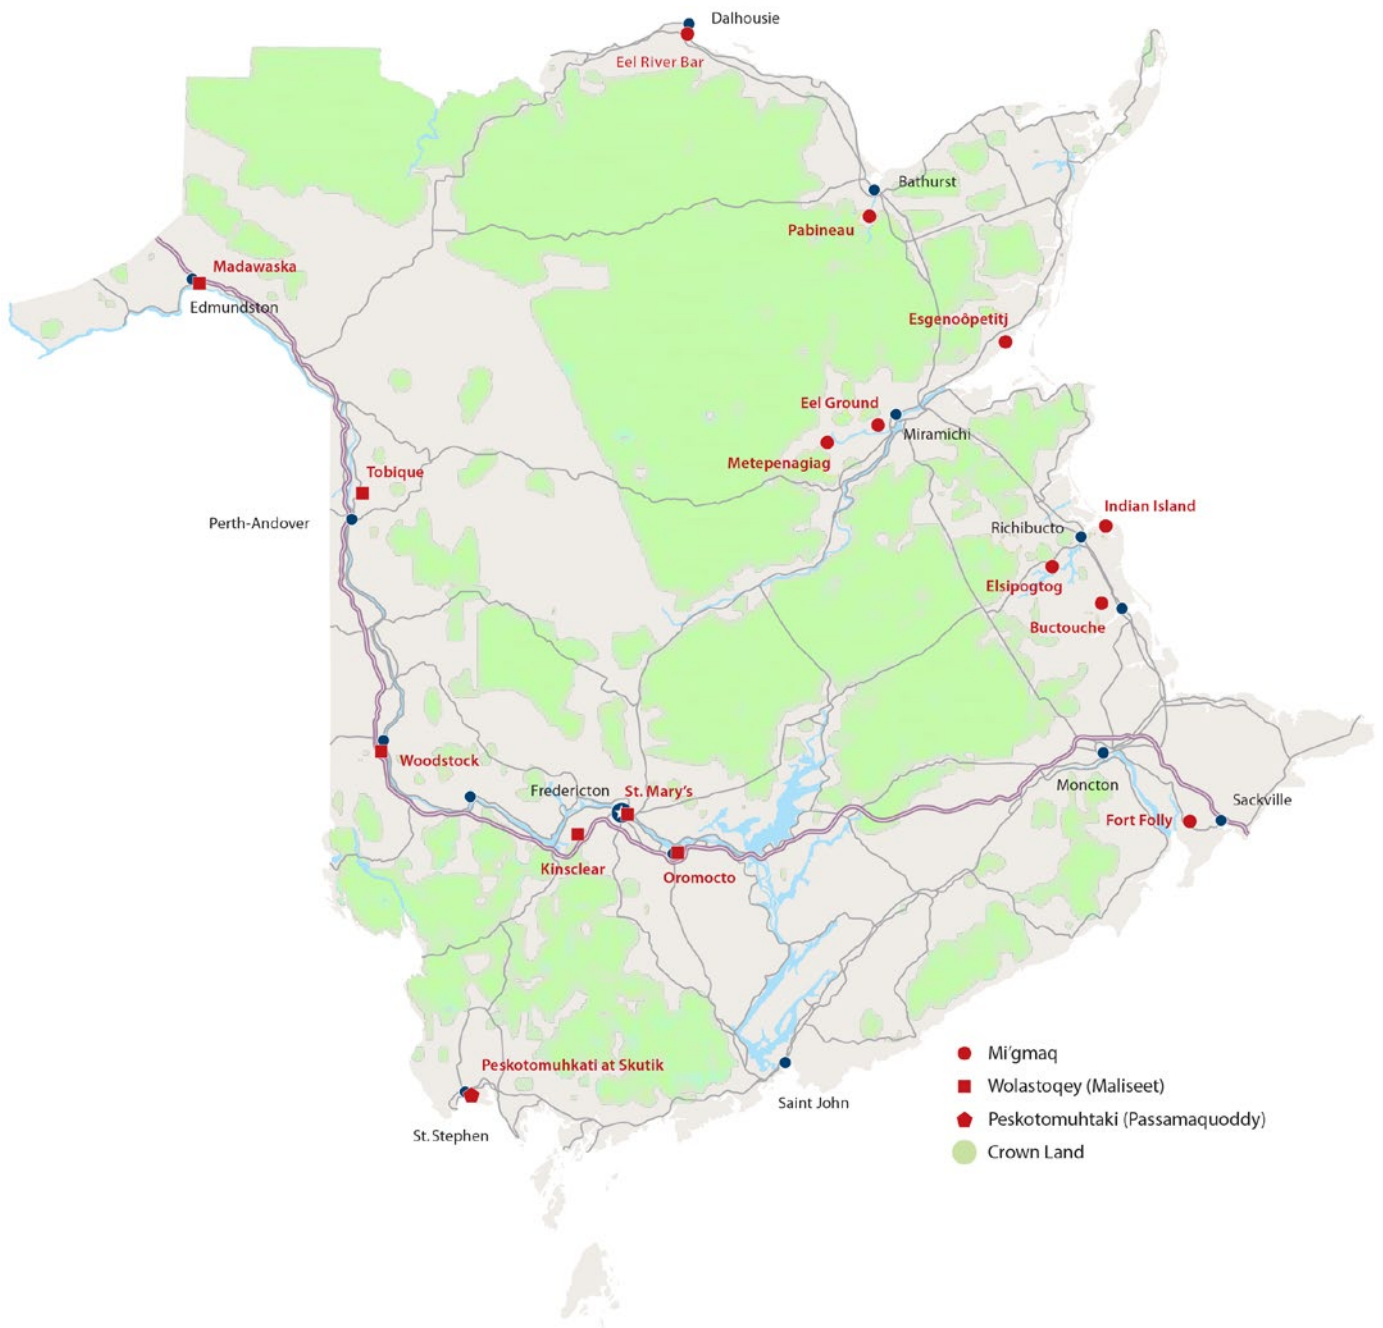 Dalhousie
Eel River Bar
Bathurst
Pabineau
Madawaska
Edmundston
Esgenoôpetitj
Eel Ground
Miramichi
Metepenagiag
Tobique
Perth-Andover
Indian Island
Richibucto
Elsipogtog
Buctouche
Woodstock
Fredericton
St. Mary's
Moncton
Sackville
Fort Folly
Kinsclear
Oromocto
Peskotomuhkati at Skutik
Saint John
St. Stephen
Mi'gmaq
Wolastoqey (Maliseet)
Peskotomuhtaki (Passamaquoddy)
Crown Land